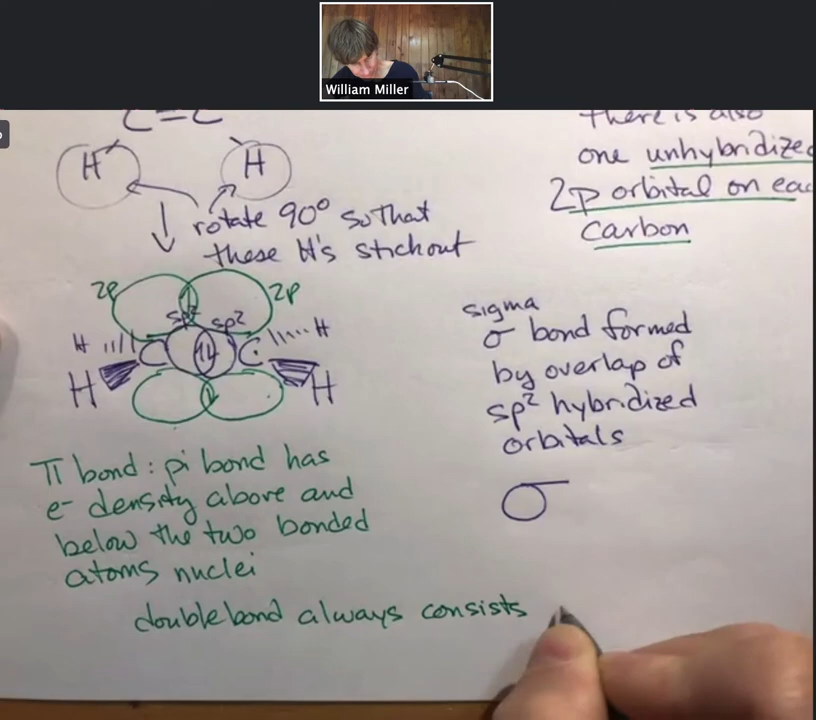 William Miller
C=C
H H
there is also
one unhybridized
2p orbital on eac
carbon
rotate 90° so that
these H's stick out
2p 2p
sp² sp²
H C 1↓ C H
H H
sigma
σ bond formed
by overlap of
sp² hybridized
orbitals
σ
π bond: pi bond has
e- density above and
below the two bonded
atoms nuclei
double bond always consists